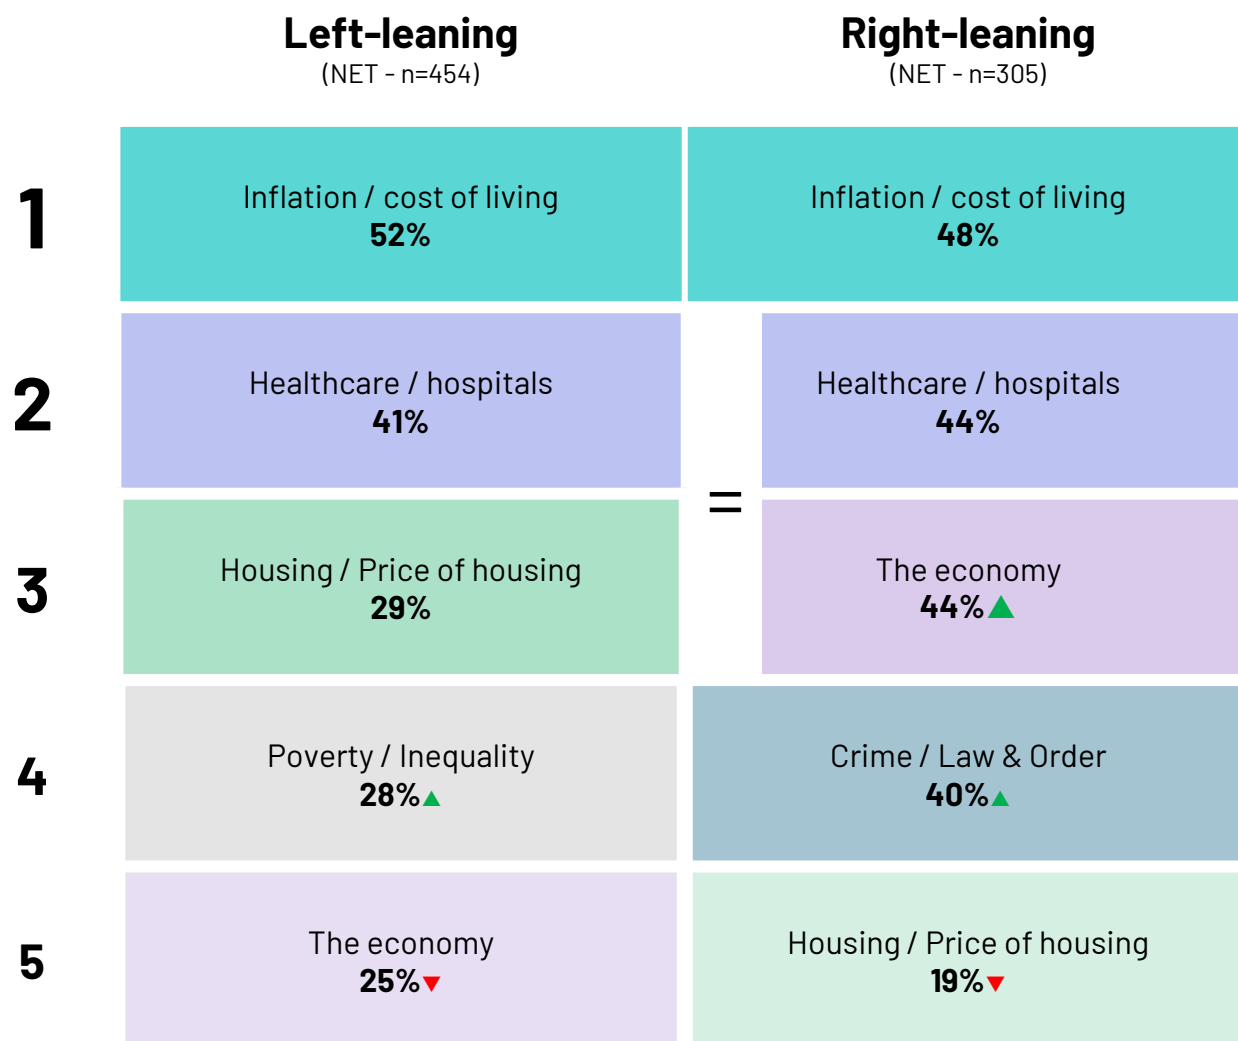 Left-leaning
(NET - n=454)
Right-leaning
(NET - n=305)
1
Inflation / cost of living
52%
Inflation / cost of living
48%
2
Healthcare / hospitals
41%
Healthcare / hospitals
44%
=
3
Housing / Price of housing
29%
The economy
44%
4
Poverty / Inequality
28%
Crime / Law & Order
40%
5
The economy
25%
Housing / Price of housing
19%